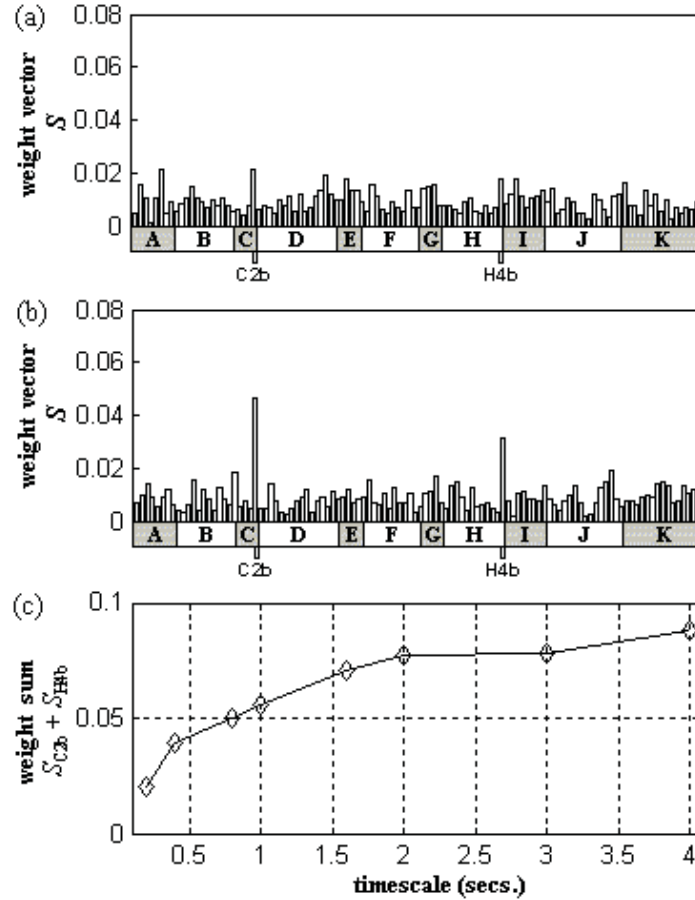 (a)
weight vector
S
0.08
0.06
0.04
0.02
0
A B C D E F G H I J K
C2b H4b
(b)
weight vector
S
0.08
0.06
0.04
0.02
0
A B C D E F G H I J K
C2b H4b
(c)
weight sum
S_C2b + S_H4b
0.1
0.05
0
0.5 1 1.5 2 2.5 3 3.5 4
timescale (secs.)